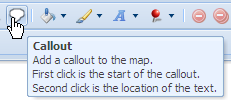 A
Callout
Add a callout to the map.
First click is the start of the callout.
Second click is the location of the text.